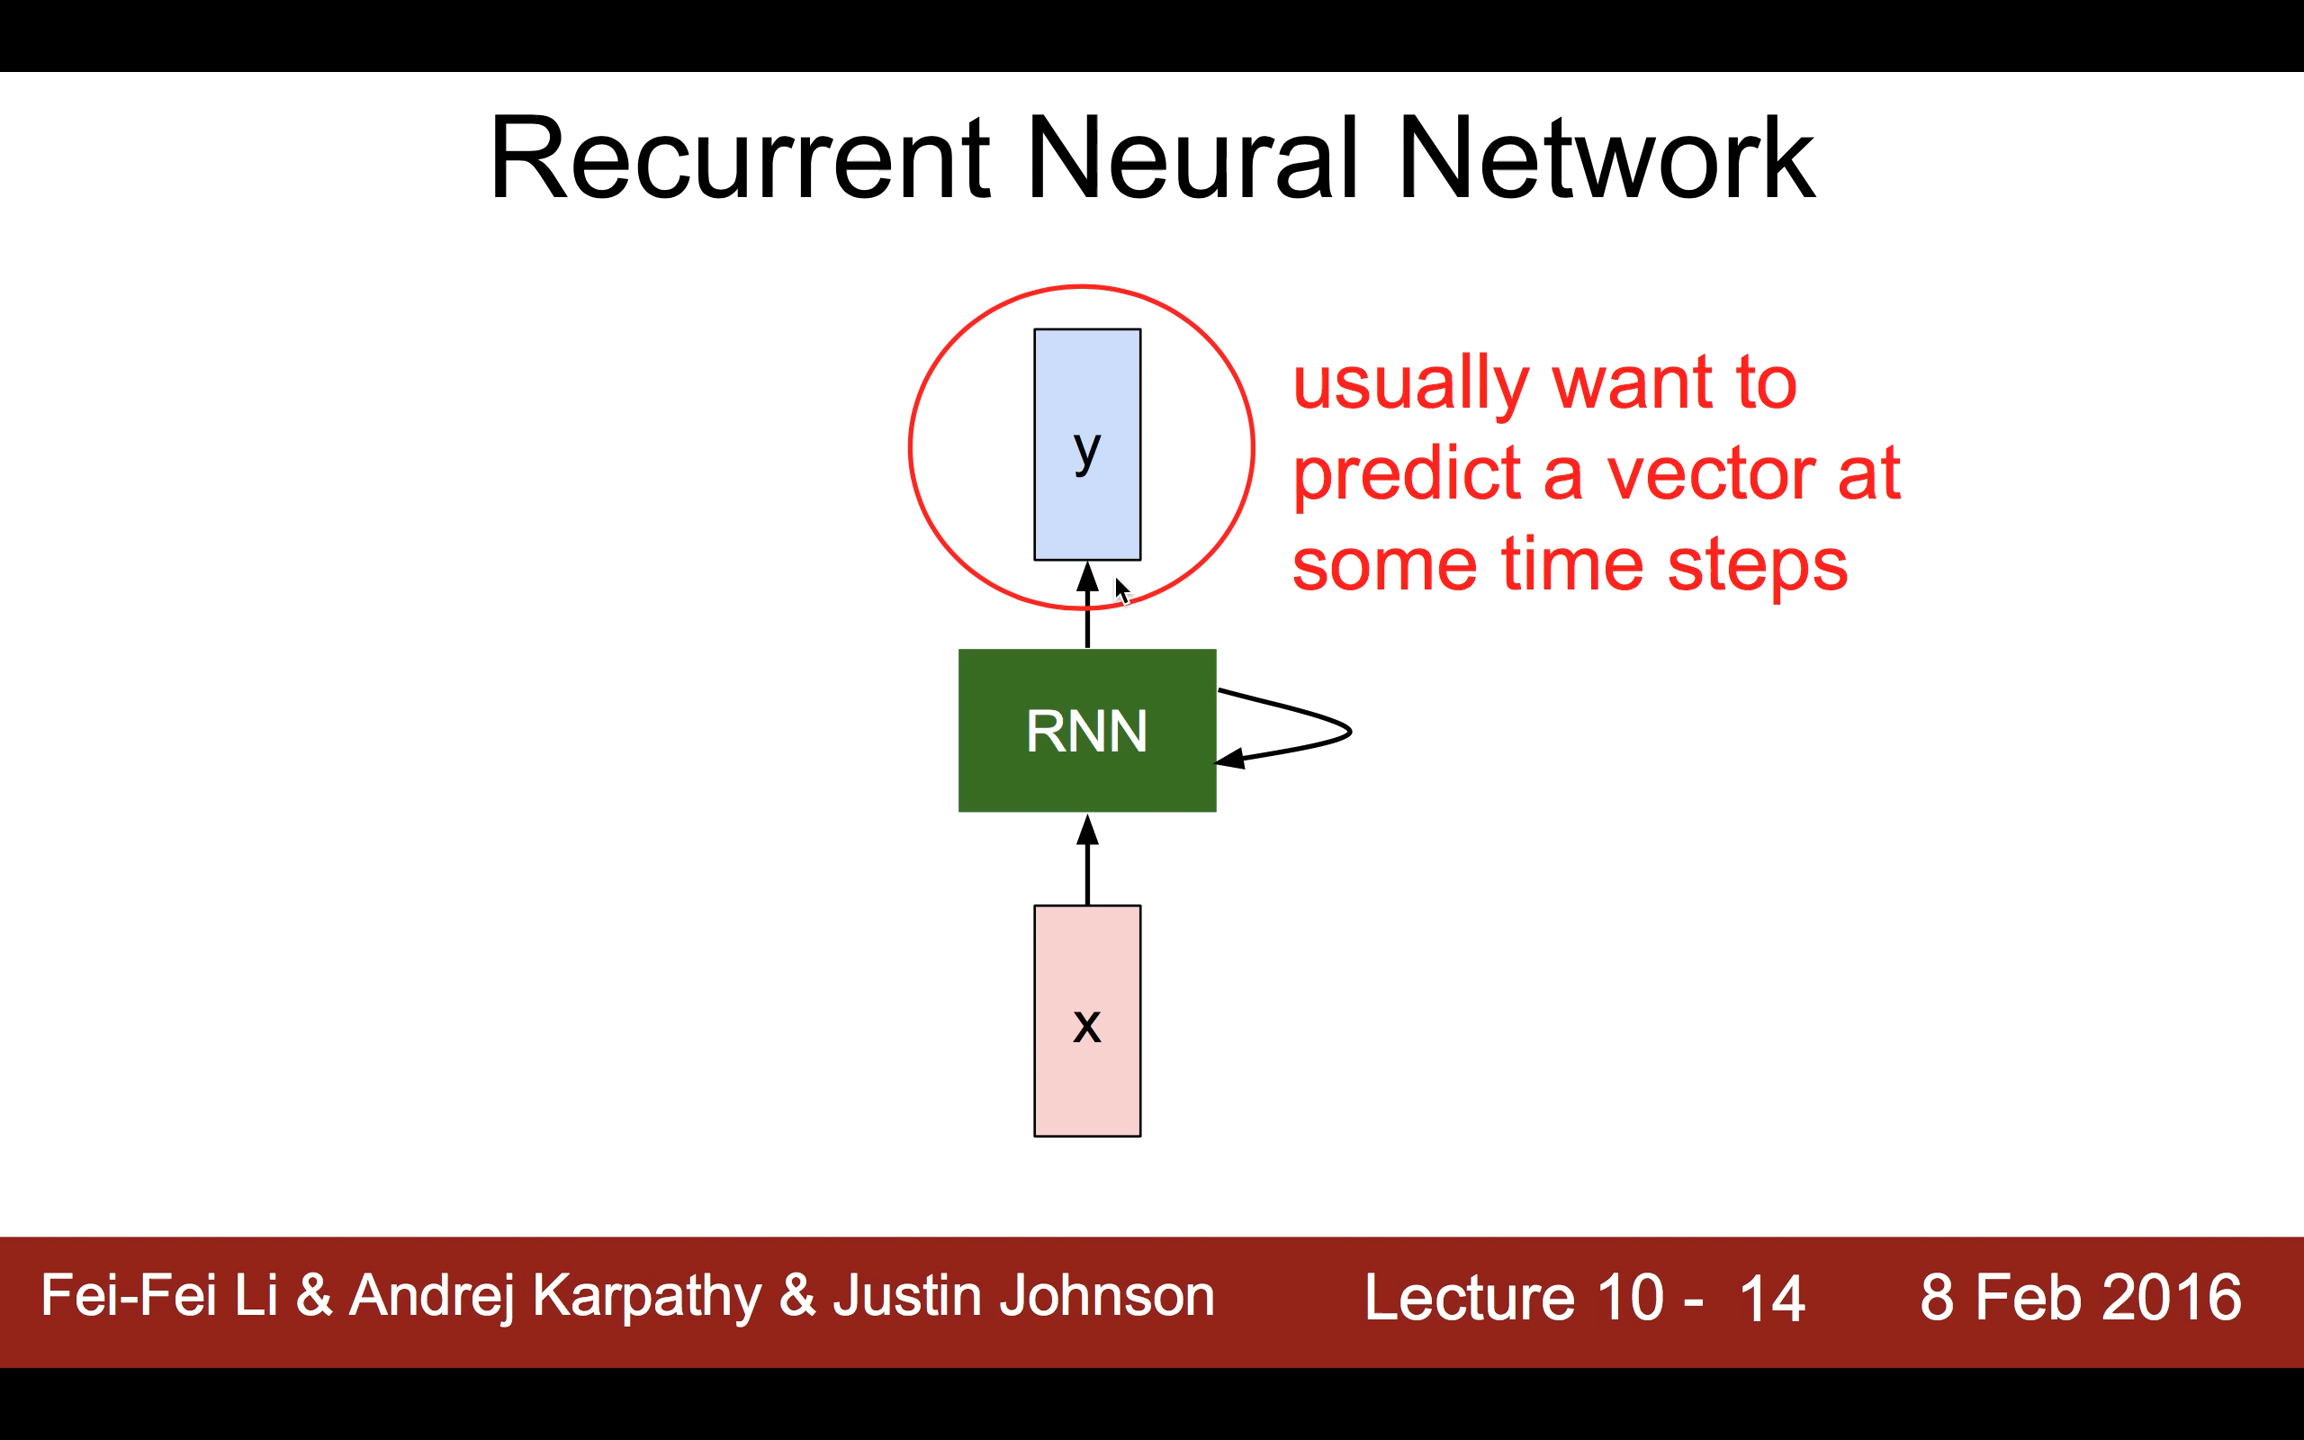 Recurrent Neural Network
y
usually want to
predict a vector at
some time steps
RNN
x
Fei-Fei Li & Andrej Karpathy & Justin Johnson Lecture 10 - 14 8 Feb 2016